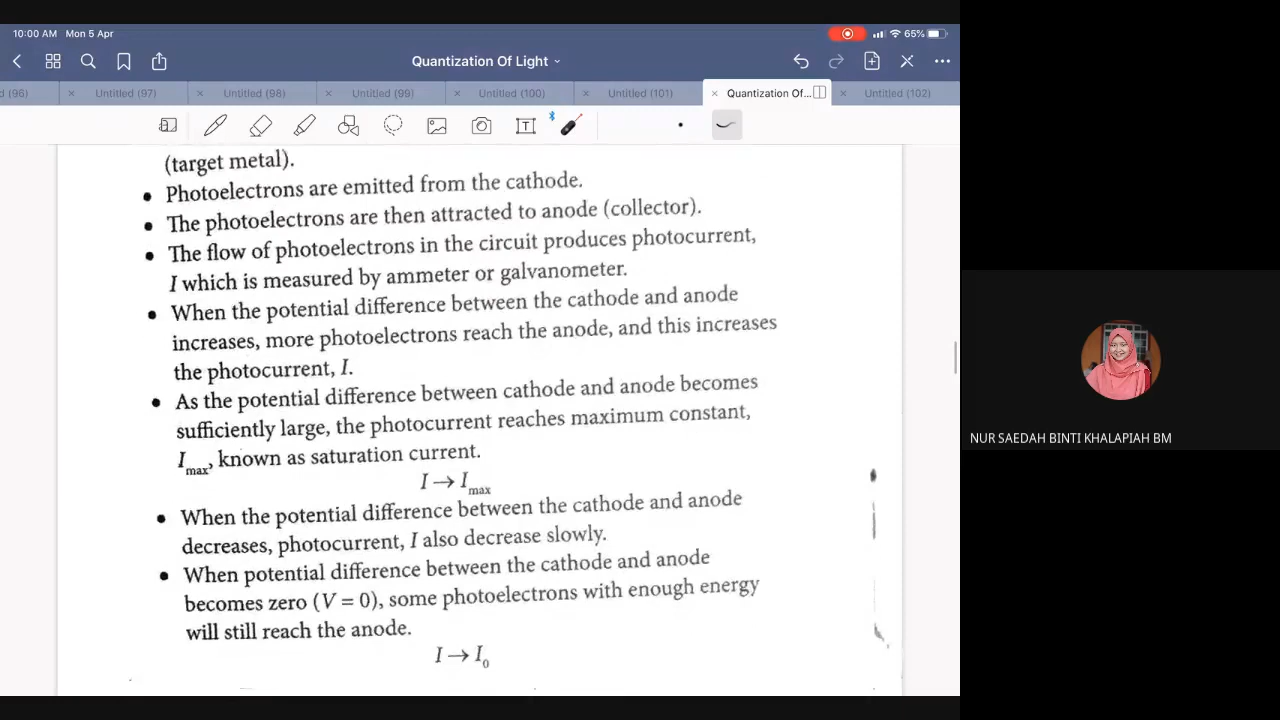 10:00 AM Mon 5 Apr
65%
Quantization Of Light
d (96)
Untitled (97)
Untitled (98)
Untitled (99)
Untitled (100)
Untitled (101)
Quantization Of...
Untitled (102)
(target metal).
• Photoelectrons are emitted from the cathode.
• The photoelectrons are then attracted to anode (collector).
• The flow of photoelectrons in the circuit produces photocurrent,
I which is measured by ammeter or galvanometer.
• When the potential difference between the cathode and anode
increases, more photoelectrons reach the anode, and this increases
the photocurrent, I.
• As the potential difference between cathode and anode becomes
sufficiently large, the photocurrent reaches maximum constant,
Imax, known as saturation current.
I → Imax
• When the potential difference between the cathode and anode
decreases, photocurrent, I also decrease slowly.
• When potential difference between the cathode and anode
becomes zero (V = 0), some photoelectrons with enough energy
will still reach the anode.
I → I0
NUR SAEDAH BINTI KHALAPIAH BM